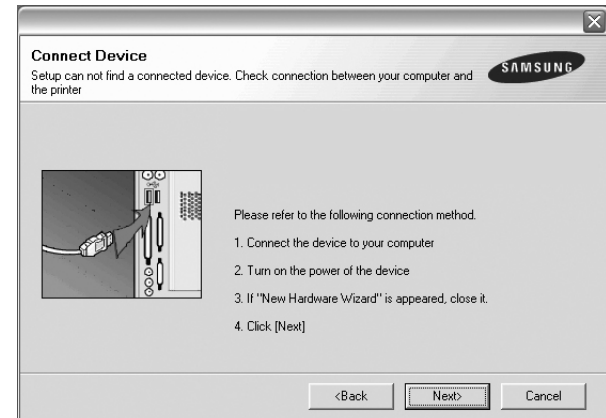 Connect Device
Setup can not find a connected device. Check connection between your computer and
the printer
SAMSUNG
Please refer to the following connection method.
1. Connect the device to your computer
2. Turn on the power of the device
3. If "New Hardware Wizard" is appeared, close it.
4. Click [Next]
<Back
Next>
Cancel